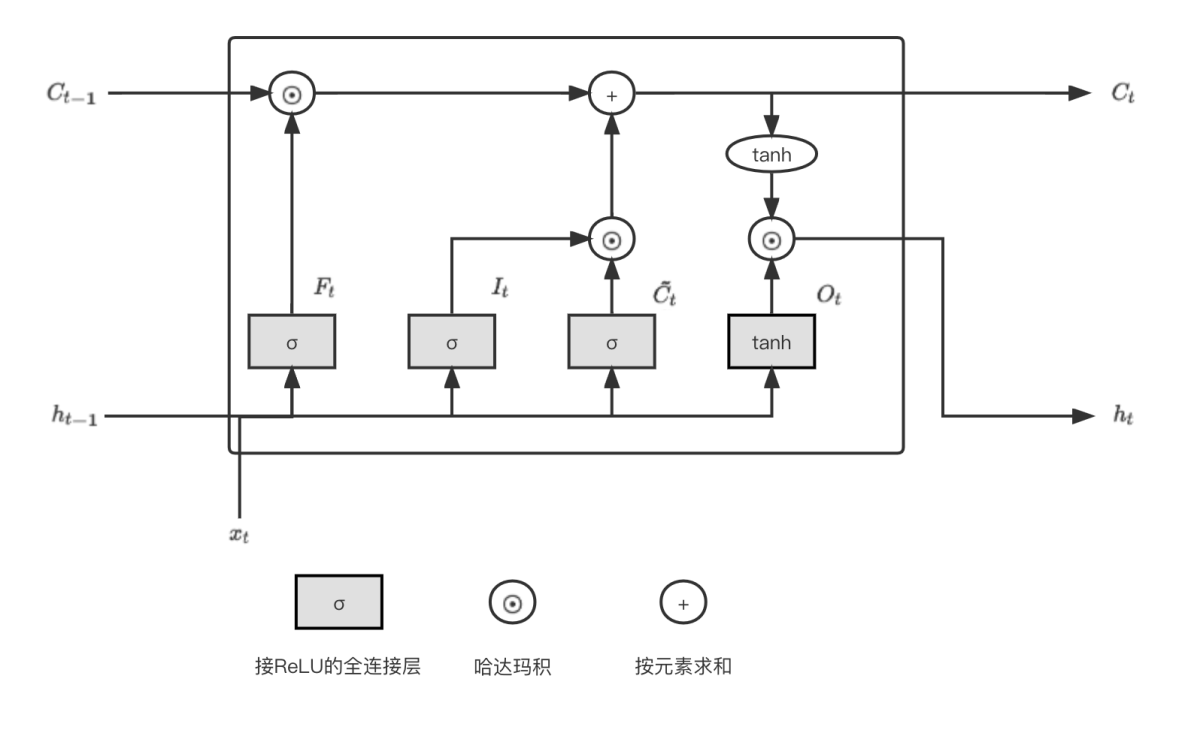 C_{t-1} ⊙ + C_t
tanh
⊙ ⊙
F_t I_t C̃_t O_t
σ σ σ tanh
h_{t-1} h_t
x_t
σ ⊙ +
接ReLU的全连接层 哈达玛积 按元素求和